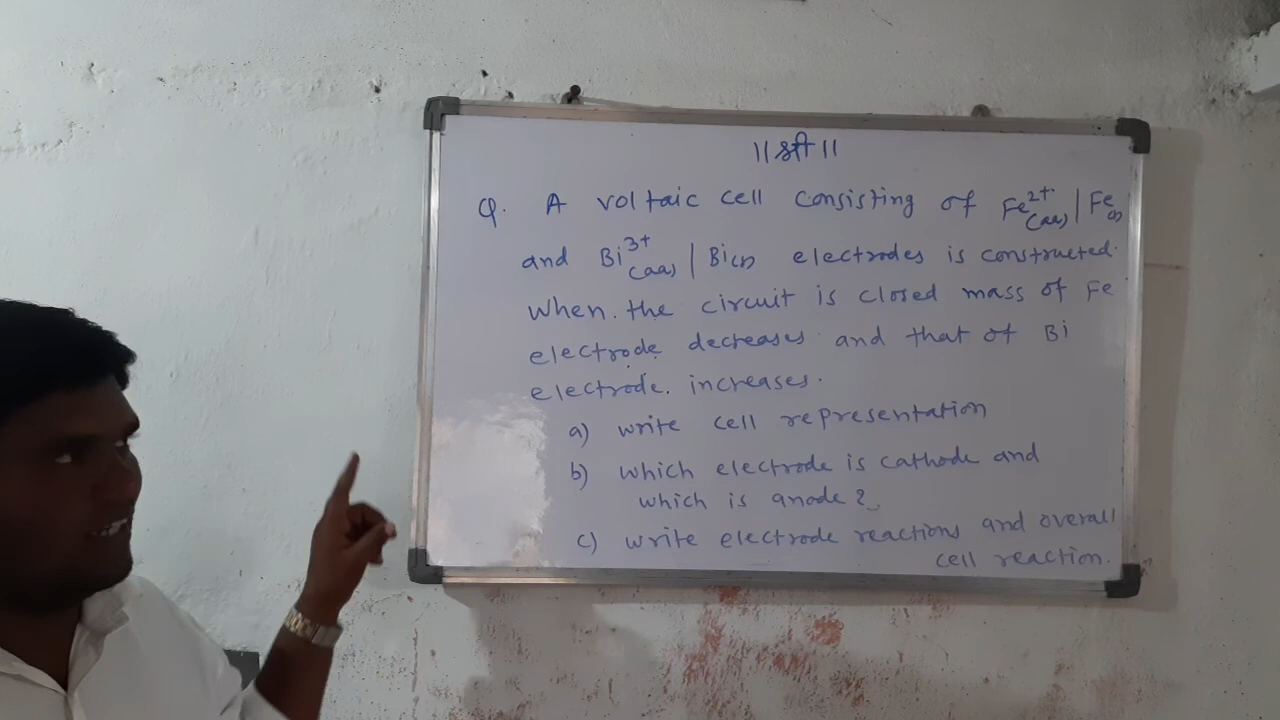 ॥ श्री ॥
Q. A voltaic cell consisting of Fe²⁺(aq) | Fe(s)
and Bi³⁺(aq) | Bi(s) electrodes is constructed.
When the circuit is closed mass of Fe
electrode decreases and that of Bi
electrode increases.
a) write cell representation
b) which electrode is cathode and
which is anode?
c) write electrode reactions and overall
cell reaction.